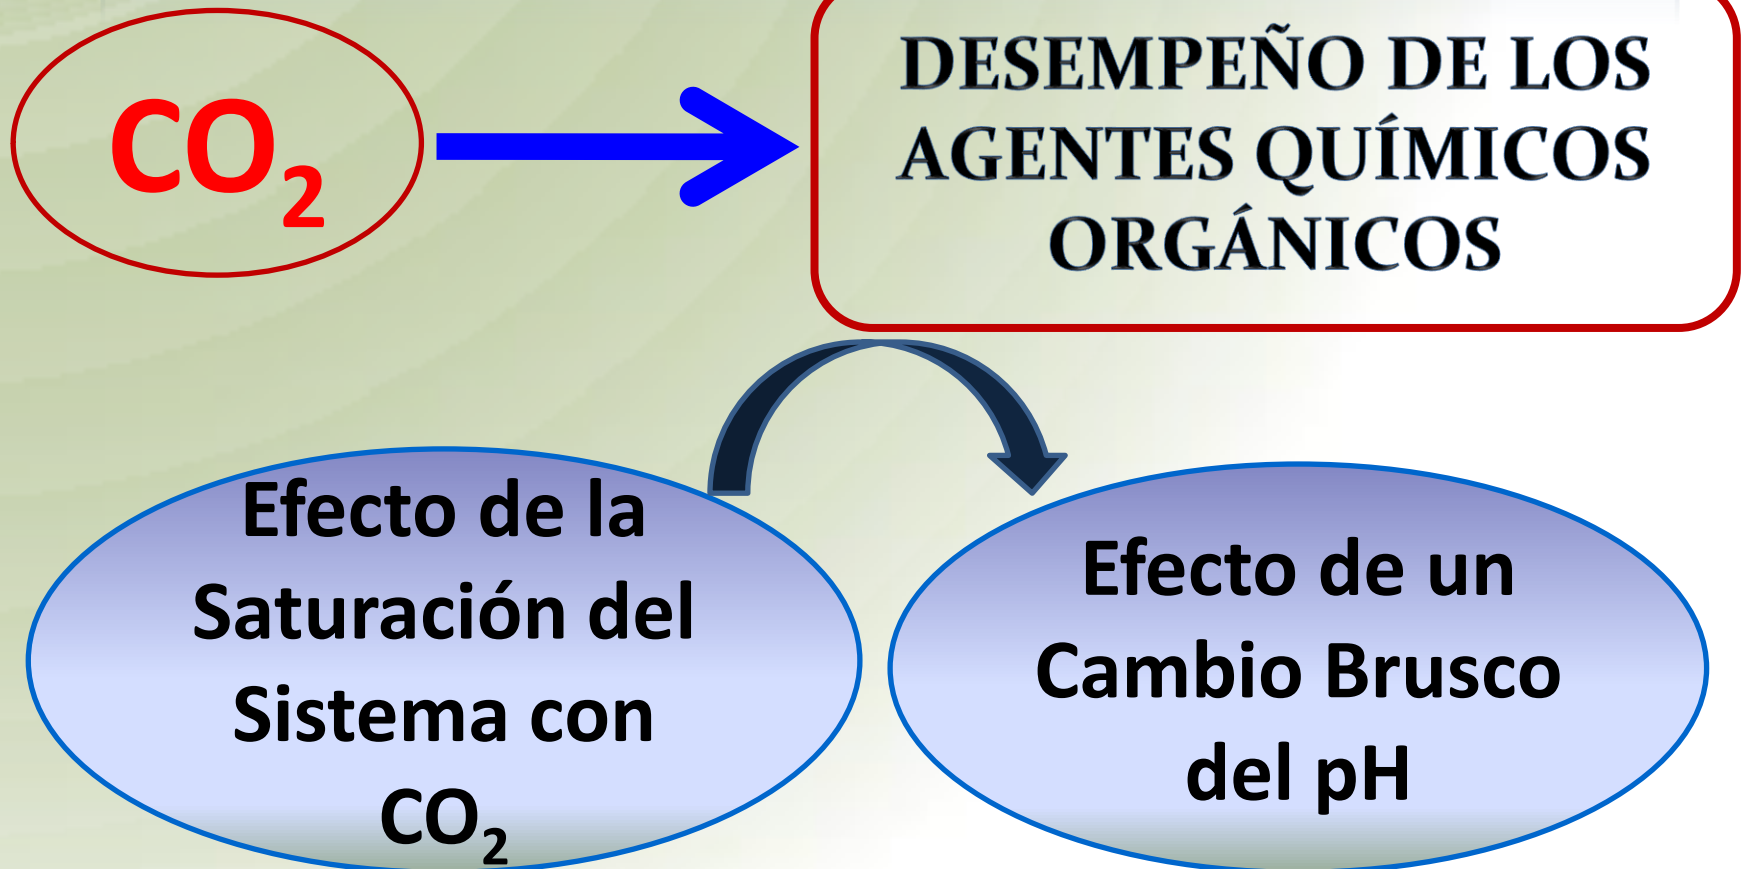 CO₂
DESEMPEÑO DE LOS
AGENTES QUÍMICOS
ORGÁNICOS
Efecto de la
Saturación del
Sistema con
CO₂
Efecto de un
Cambio Brusco
del pH